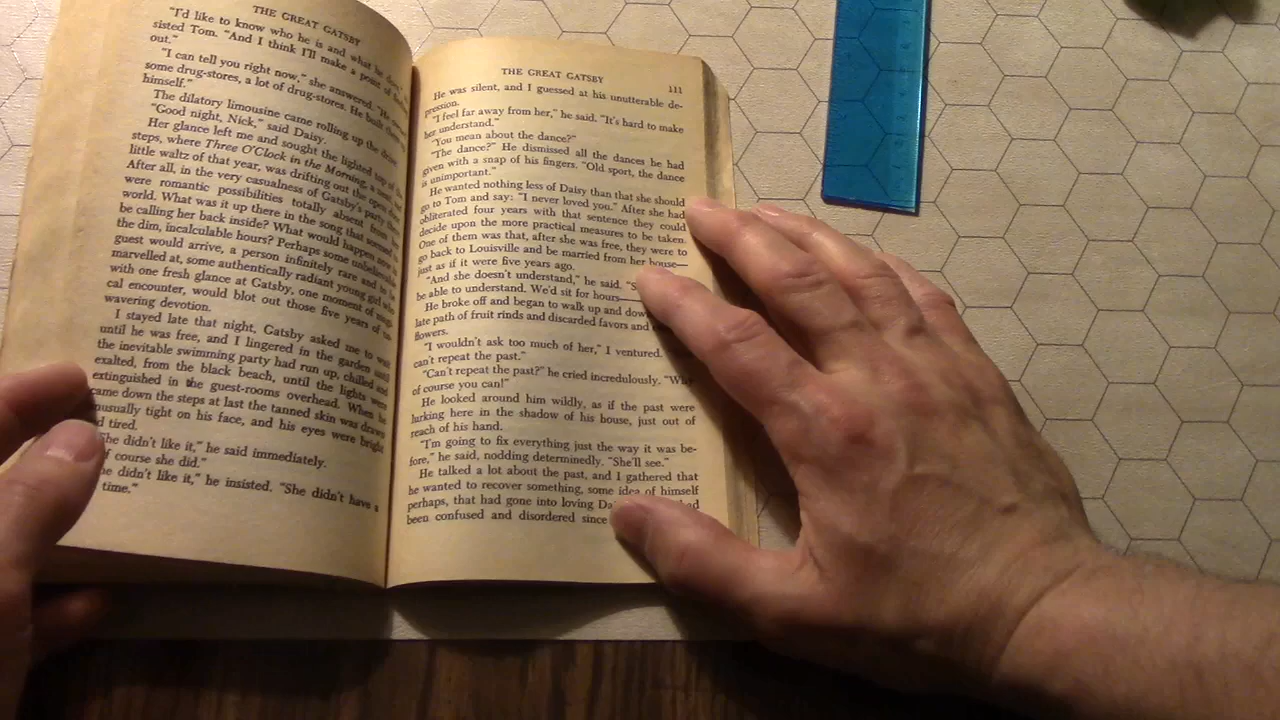 THE GREAT GATSBY
"I'd like to know who he is and what he does," in-
sisted Tom. "And I think I'll make a point of finding
out."
"I can tell you right now," she answered. "He owned
some drug-stores, a lot of drug-stores. He built them up
himself."
The dilatory limousine came rolling up the drive.
"Good night, Nick," said Daisy.
Her glance left me and sought the lighted top of the
steps, where Three O'Clock in the Morning, a neat, sad
little waltz of that year, was drifting out the open door.
After all, in the very casualness of Gatsby's party there
were romantic possibilities totally absent from her
world. What was it up there in the song that seemed to
be calling her back inside? What would happen now in
the dim, incalculable hours? Perhaps some unbelievable
guest would arrive, a person infinitely rare and to be
marvelled at, some authentically radiant young girl who
with one fresh glance at Gatsby, one moment of magi-
cal encounter, would blot out those five years of un-
wavering devotion.
I stayed late that night, Gatsby asked me to wait
until he was free, and I lingered in the garden until
the inevitable swimming party had run up, chilled and
exalted, from the black beach, until the lights were
extinguished in the guest-rooms overhead. When he
came down the steps at last the tanned skin was drawn
unusually tight on his face, and his eyes were bright
d tired.
She didn't like it," he said immediately.
f course she did."
he didn't like it," he insisted. "She didn't have a
time."
THE GREAT GATSBY
111
He was silent, and I guessed at his unutterable de-
pression.
"I feel far away from her," he said. "It's hard to make
her understand."
"You mean about the dance?"
"The dance?" He dismissed all the dances he had
given with a snap of his fingers. "Old sport, the dance
is unimportant."
He wanted nothing less of Daisy than that she should
go to Tom and say: "I never loved you." After she had
obliterated four years with that sentence they could
decide upon the more practical measures to be taken.
One of them was that, after she was free, they were to
go back to Louisville and be married from her house—
just as if it were five years ago.
"And she doesn't understand," he said.
be able to understand. We'd sit for hours——
He broke off and began to walk up and down
late path of fruit rinds and discarded favors and
flowers.
"I wouldn't ask too much of her," I ventured.
can't repeat the past."
"Can't repeat the past?" he cried incredulously. "Why
of course you can!"
He looked around him wildly, as if the past were
lurking here in the shadow of his house, just out of
reach of his hand.
"I'm going to fix everything just the way it was be-
fore," he said, nodding determinedly. "She'll see."
He talked a lot about the past, and I gathered that
he wanted to recover something, some idea of himself
perhaps, that had gone into loving had
been confused and disordered since